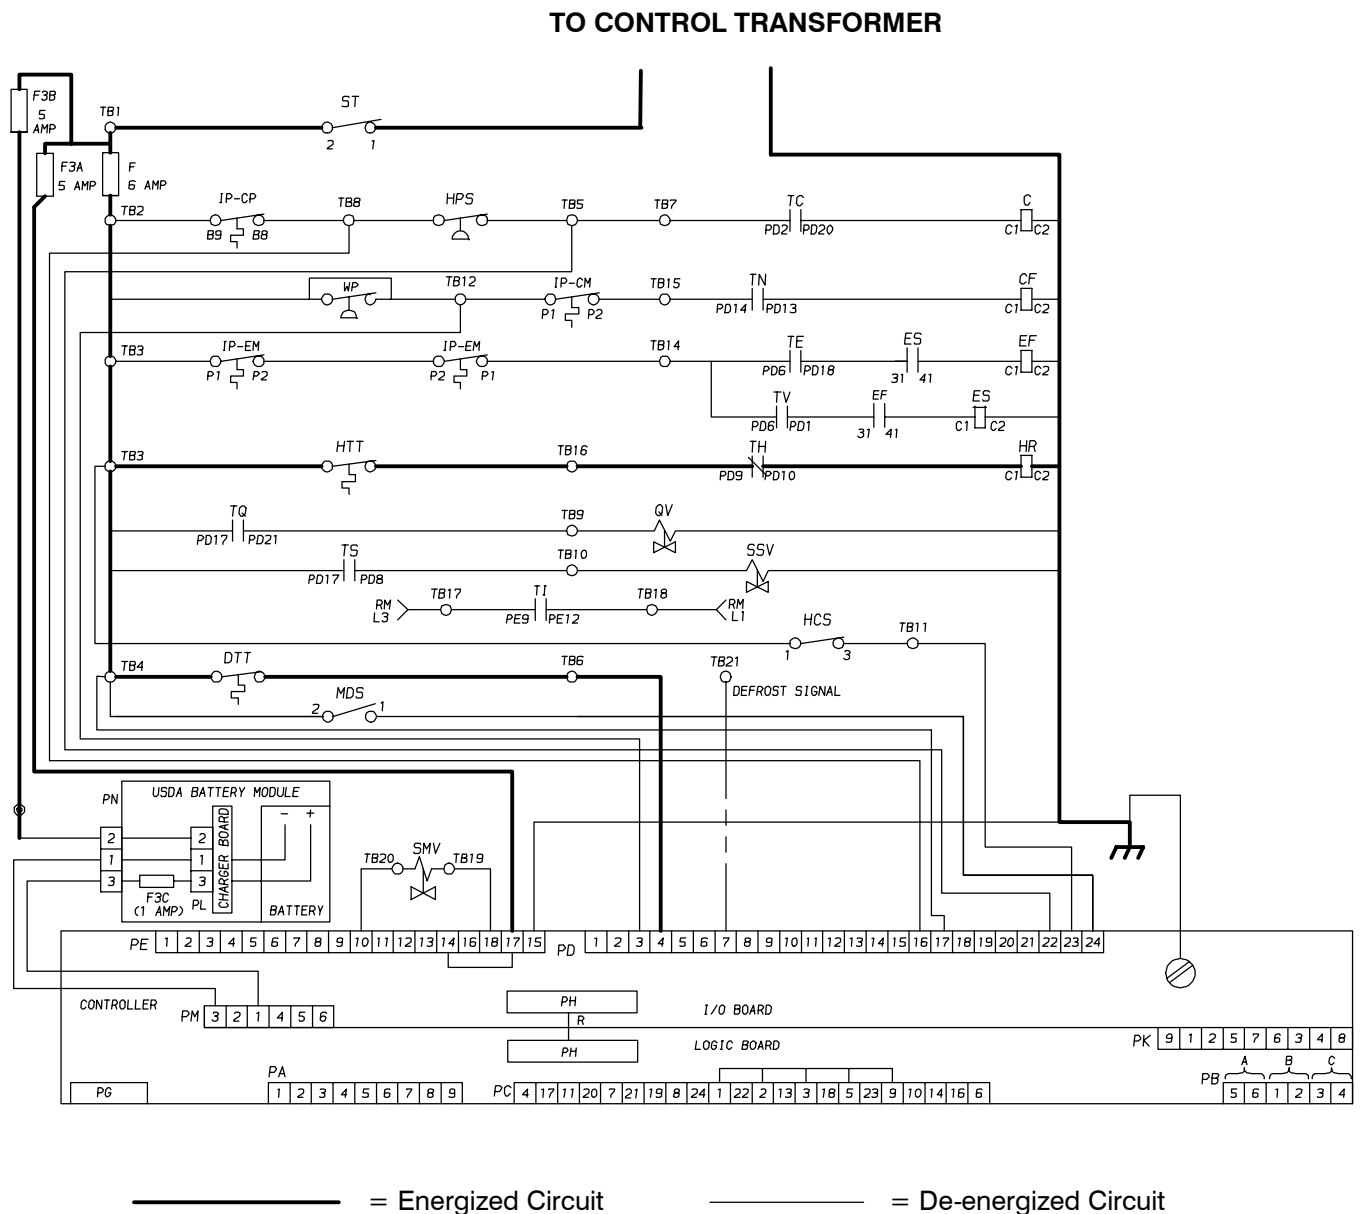 TO CONTROL TRANSFORMER
F3B
5
AMP
TB1
ST
2 1
F3A
5 AMP
F
6 AMP
TB2
IP-CP
B9 B8
TB8
HPS
TB5
TB7
TC
PD2 PD20
C
C1 C2
WP
TB12
IP-CM
P1 P2
TB15
TN
PD14 PD13
CF
C1 C2
TB3
IP-EM
P1 P2
IP-EM
P2 P1
TB14
TE
PD6 PD18
ES
31 41
EF
C1 C2
TV
PD6 PD1
EF
31 41
ES
C1 C2
TB3
HTT
TB16
TH
PD9 PD10
HR
C1 C2
TQ
PD17 PD21
TB9
QV
TS
PD17 PD8
TB10
SSV
RM
L3
TB17
TI
PE9 PE12
TB18
RM
L1
HCS
1 3
TB11
TB4
DTT
TB6
TB21
DEFROST SIGNAL
MDS
2 1
PN
USDA BATTERY MODULE
- +
2 2
1 1
3 3
CHARGER BOARD
F3C
(1 AMP)
PL
BATTERY
TB20 SMV TB19
PE 1 2 3 4 5 6 7 8 9 10 11 12 13 14 16 18 17 15
PD 1 2 3 4 5 6 7 8 9 10 11 12 13 14 15 16 17 18 19 20 21 22 23 24
CONTROLLER
PM 3 2 1 4 5 6
PH
R
PH
I/O BOARD
LOGIC BOARD
PK 9 1 2 5 7 6 3 4 8
A B C
PB 5 6 1 2 3 4
PG
PA
1 2 3 4 5 6 7 8 9
PC 4 17 11 20 7 21 19 8 24 1 22 2 13 3 18 5 23 9 10 14 16 6
= Energized Circuit
= De-energized Circuit